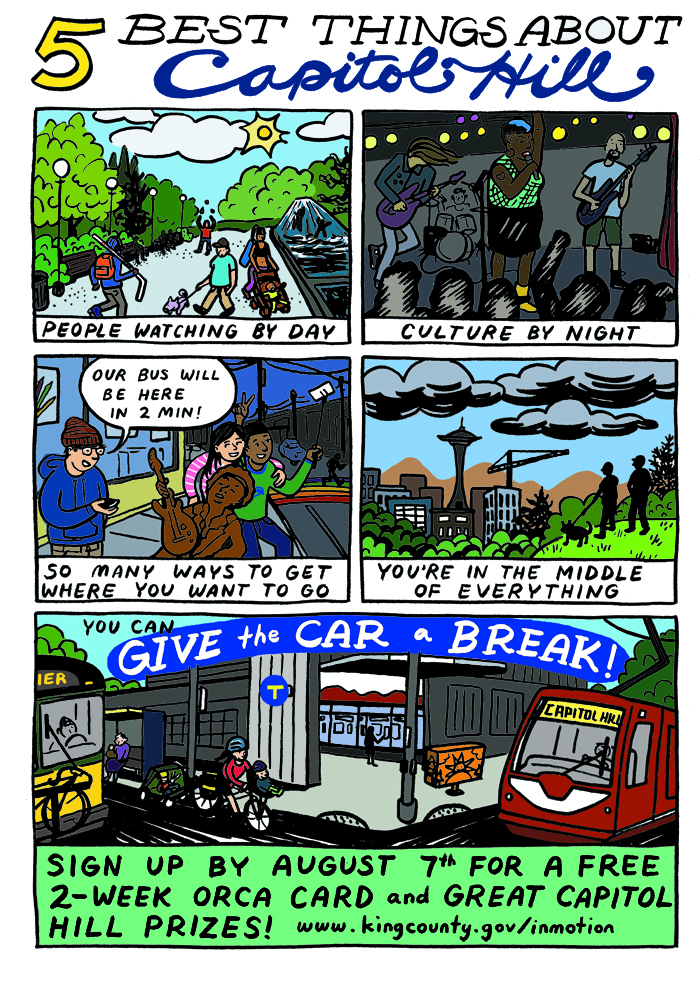 5 BEST THINGS ABOUT
Capitol Hill
PEOPLE WATCHING BY DAY
CULTURE BY NIGHT
OUR BUS WILL
BE HERE
IN 2 MIN!
SO MANY WAYS TO GET
WHERE YOU WANT TO GO
YOU'RE IN THE MIDDLE
OF EVERYTHING
YOU CAN
GIVE the CAR a BREAK!
IER
T
CAPITOL HILL
SIGN UP BY AUGUST 7th FOR A FREE
2-WEEK ORCA CARD and GREAT CAPITOL
HILL PRIZES! www.kingcounty.gov/inmotion